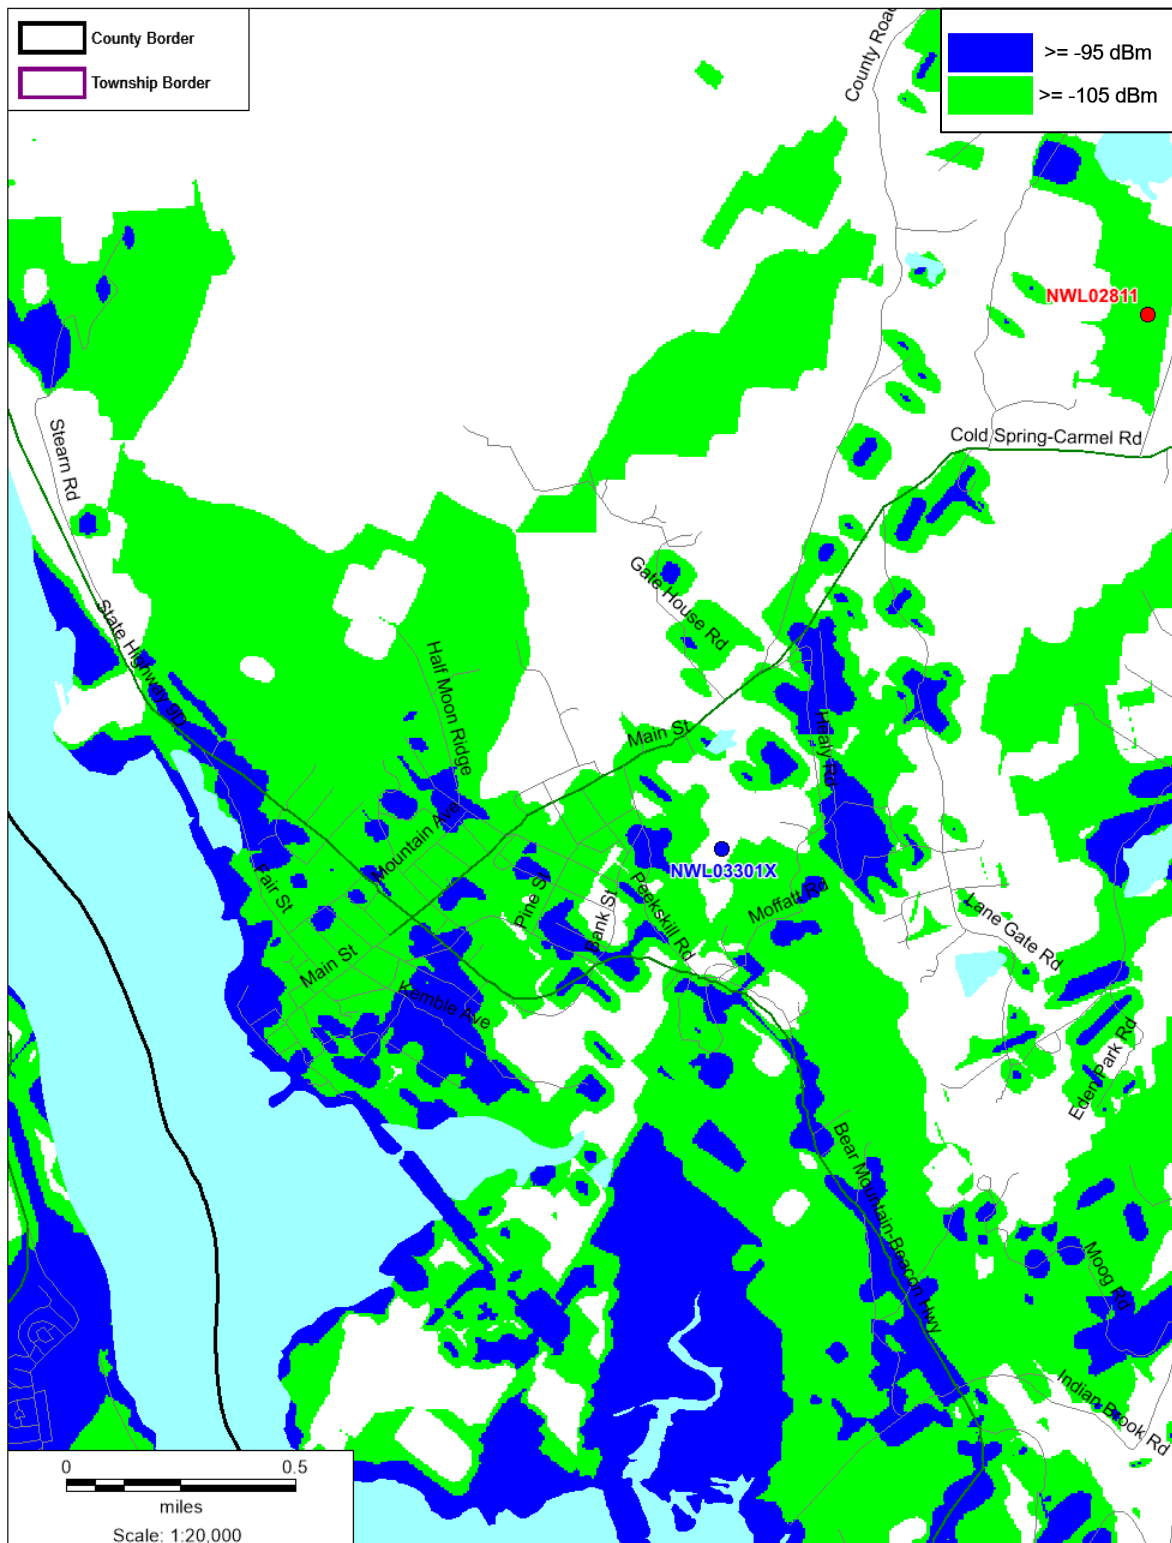 County Border
Township Border
>= -95 dBm
>= -105 dBm
County Road
NWL02811
Cold Spring-Carmel Rd
Stearn Rd
Gate House Rd
State Highway 9D
Half Moon Ridge
Main St
Healy Rd
Mountain Ave
NWL03301X
Fair St
Pine St
Bank St
Peekskill Rd
Moffatt Rd
Lane Gate Rd
Main St
Kemble Ave
Eden Park Rd
Bear Mountain-Beacon Hwy
Moog Rd
Indian Brook Rd
0 0.5
miles
Scale: 1:20,000